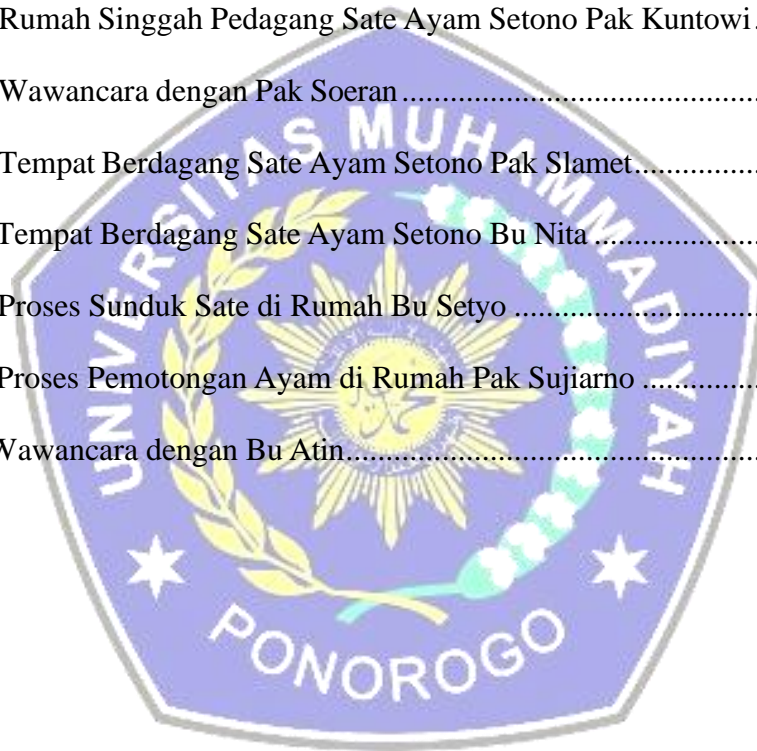 Rumah Singgah Pedagang Sate Ayam Setono Pak Kuntowi.
Wawancara dengan Pak Soeran..............................................
Tempat Berdagang Sate Ayam Setono Pak Slamet................
Tempat Berdagang Sate Ayam Setono Bu Nita.....................
Proses Sunduk Sate di Rumah Bu Setyo...............................
Proses Pemotongan Ayam di Rumah Pak Sujiarno...............
Wawancara dengan Bu Atin....................................................
UNIVERSITAS MUHAMMADIYAH
PONOROGO